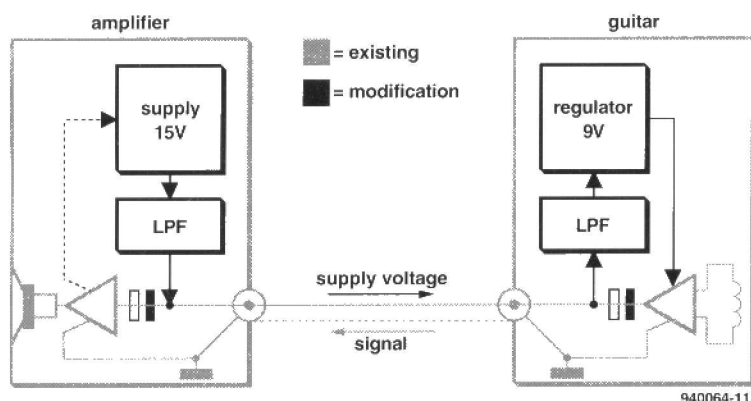 amplifier
guitar
= existing
= modification
supply
15V
regulator
9V
LPF
LPF
supply voltage
signal
940064-11